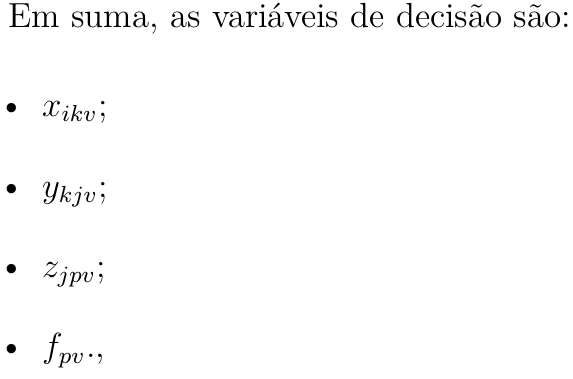 Em suma, as variáveis de decisão são:
• x_{ikv};
• y_{kjv};
• z_{jpv};
• f_{pv}.,